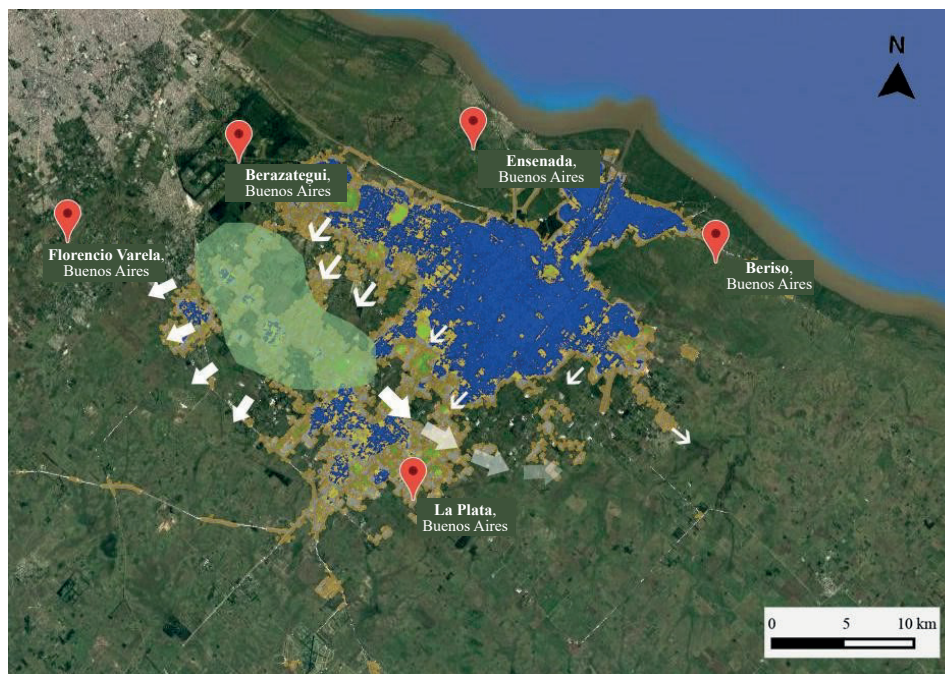 N
Berazategui,
Buenos Aires
Ensenada,
Buenos Aires
Florencio Varela,
Buenos Aires
Beriso,
Buenos Aires
La Plata,
Buenos Aires
0 5 10 km